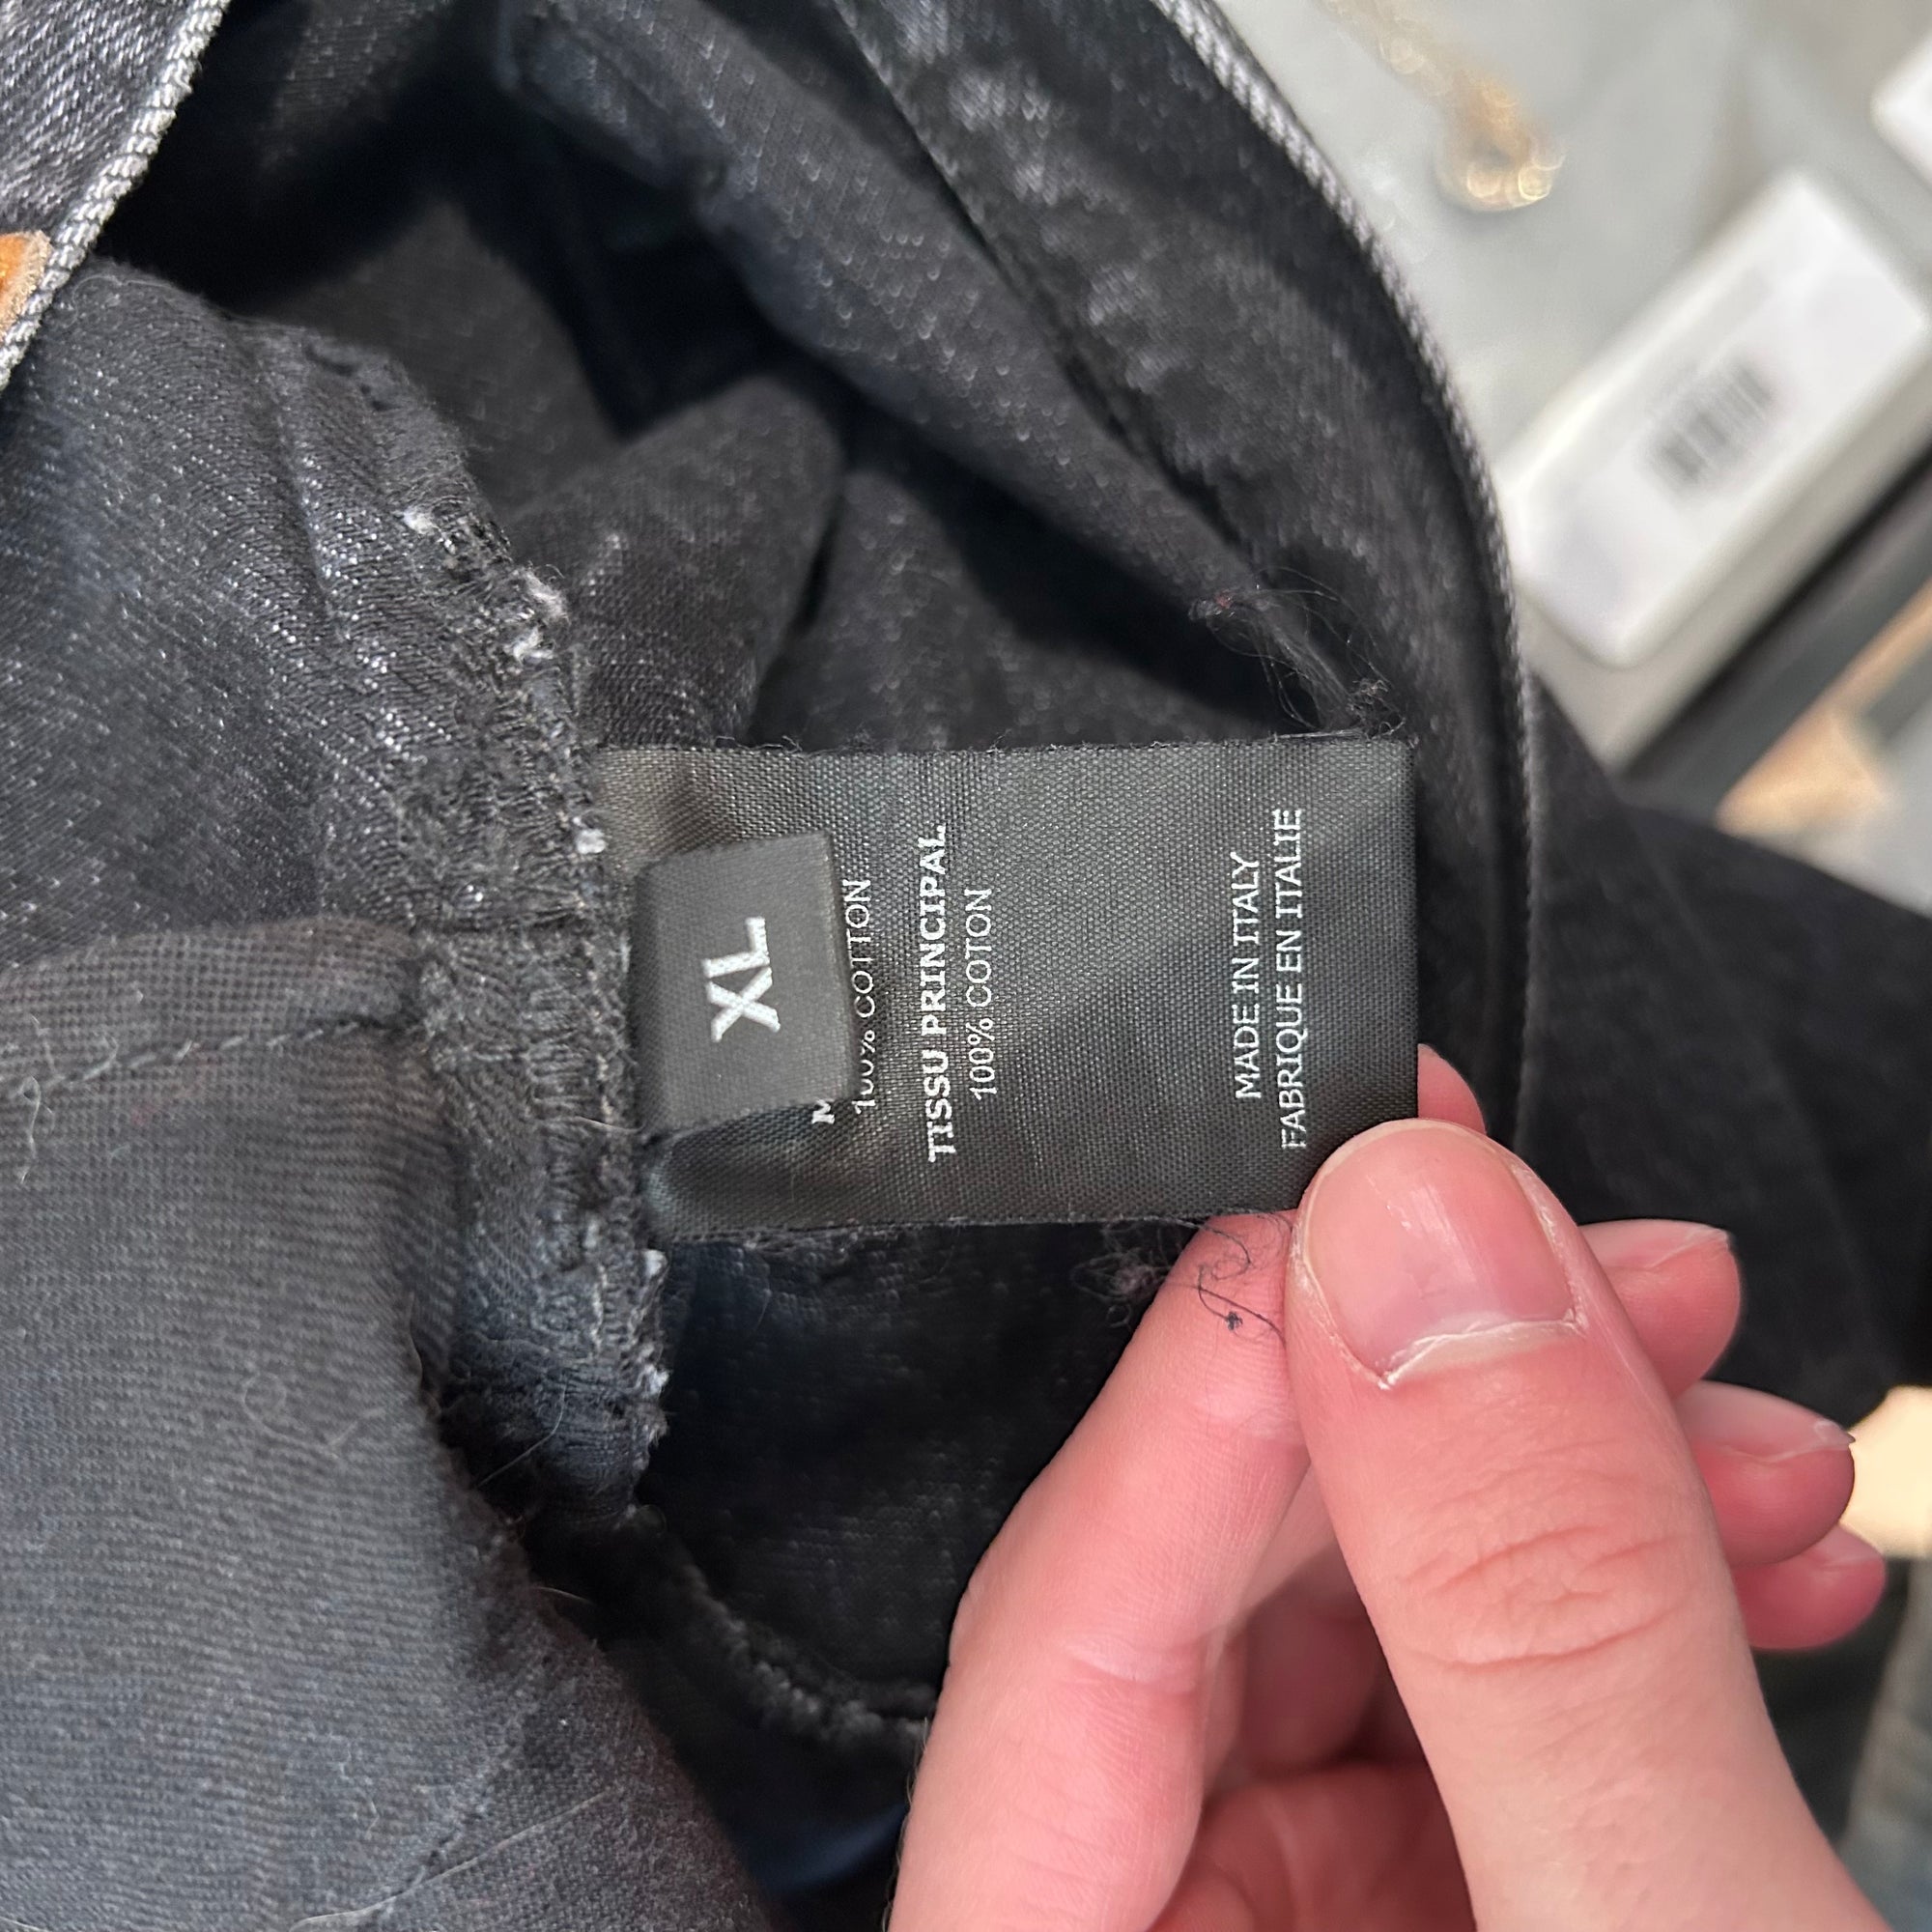 XL
100% COTTON
TISSU PRINCIPAL
100% COTON
MADE IN ITALY
FABRIQUE EN ITALIE